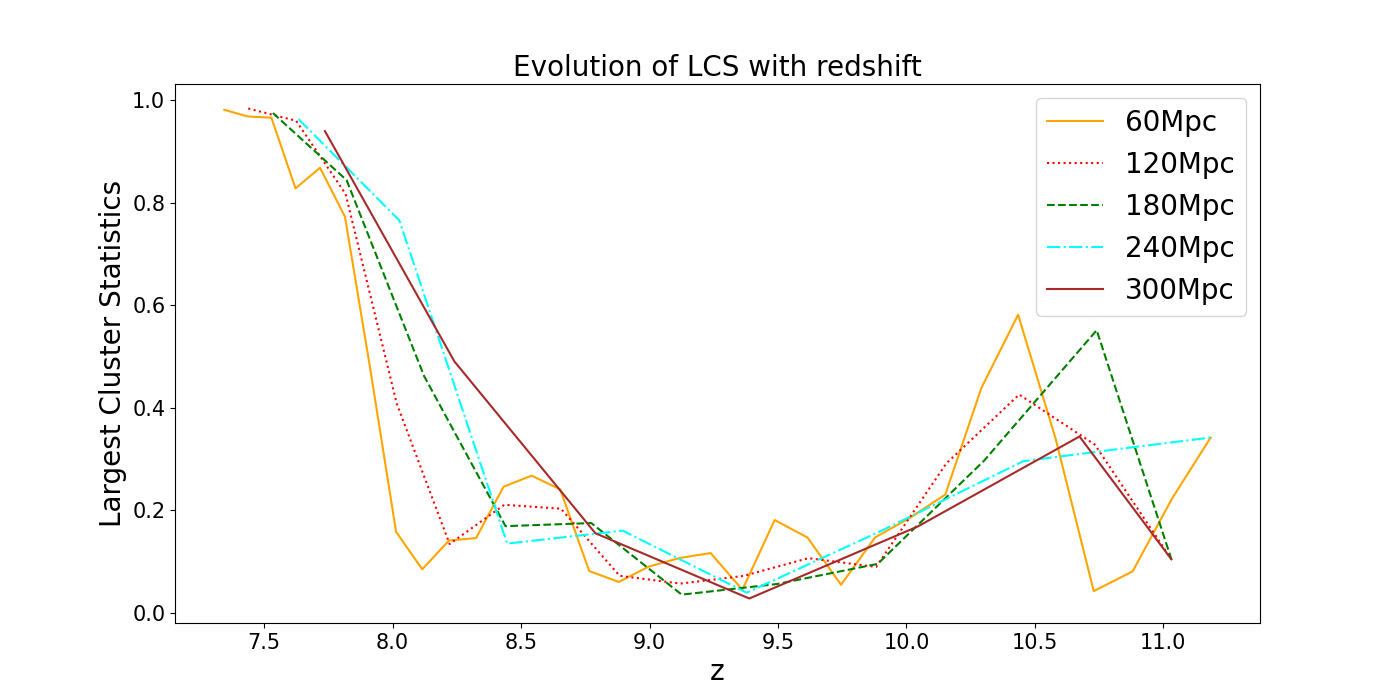 Evolution of LCS with redshift
1.0
0.8
0.6
0.4
0.2
0.0
Largest Cluster Statistics
60Mpc
120Mpc
180Mpc
240Mpc
300Mpc
7.5 8.0 8.5 9.0 9.5 10.0 10.5 11.0
z